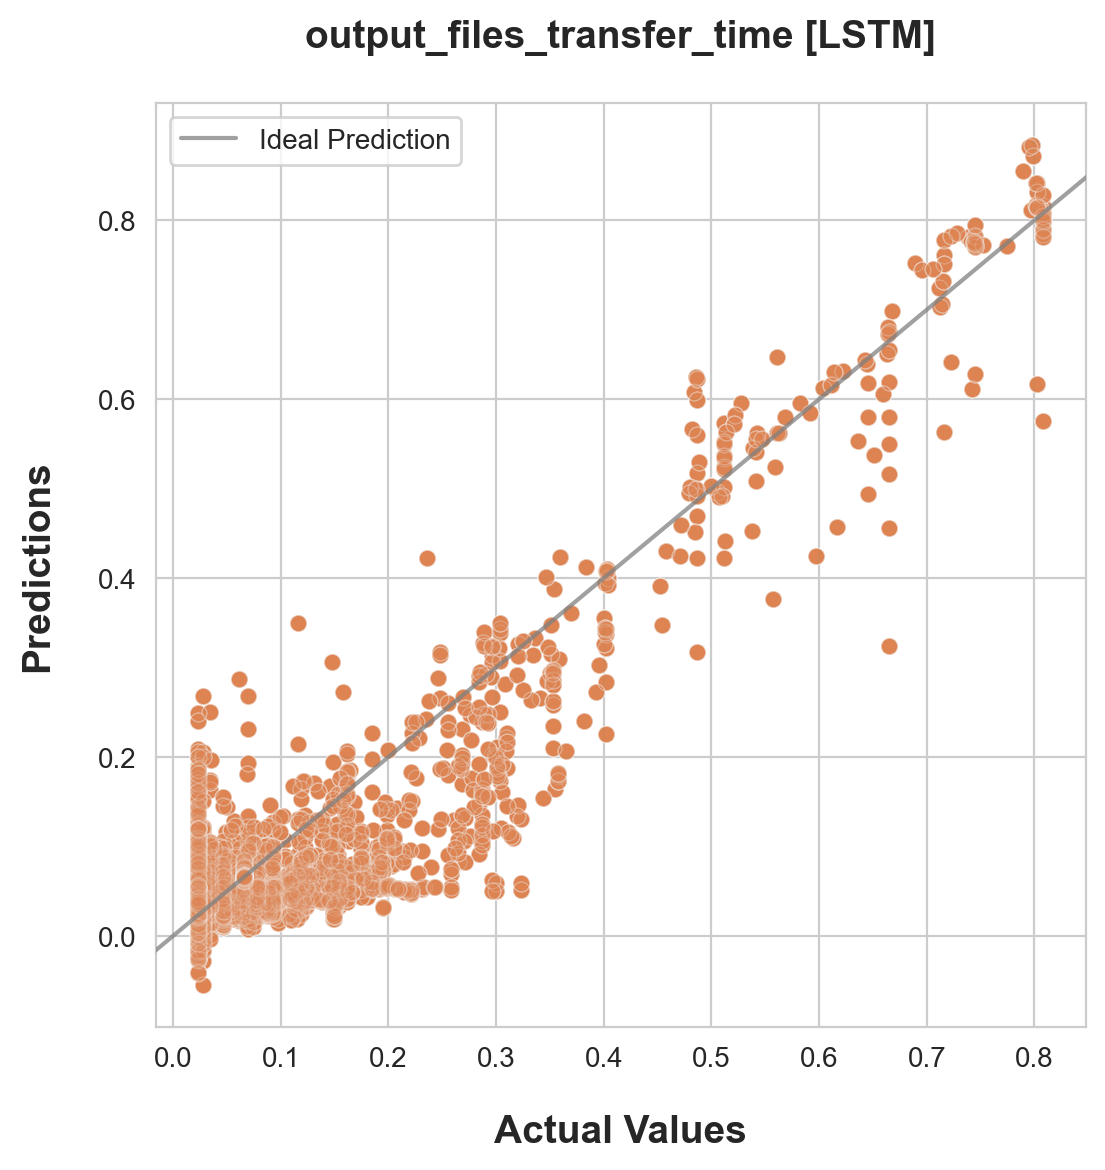 output_files_transfer_time [LSTM]
Ideal Prediction
0.8
0.6
0.4
0.2
0.0
Predictions
0.0 0.1 0.2 0.3 0.4 0.5 0.6 0.7 0.8
Actual Values